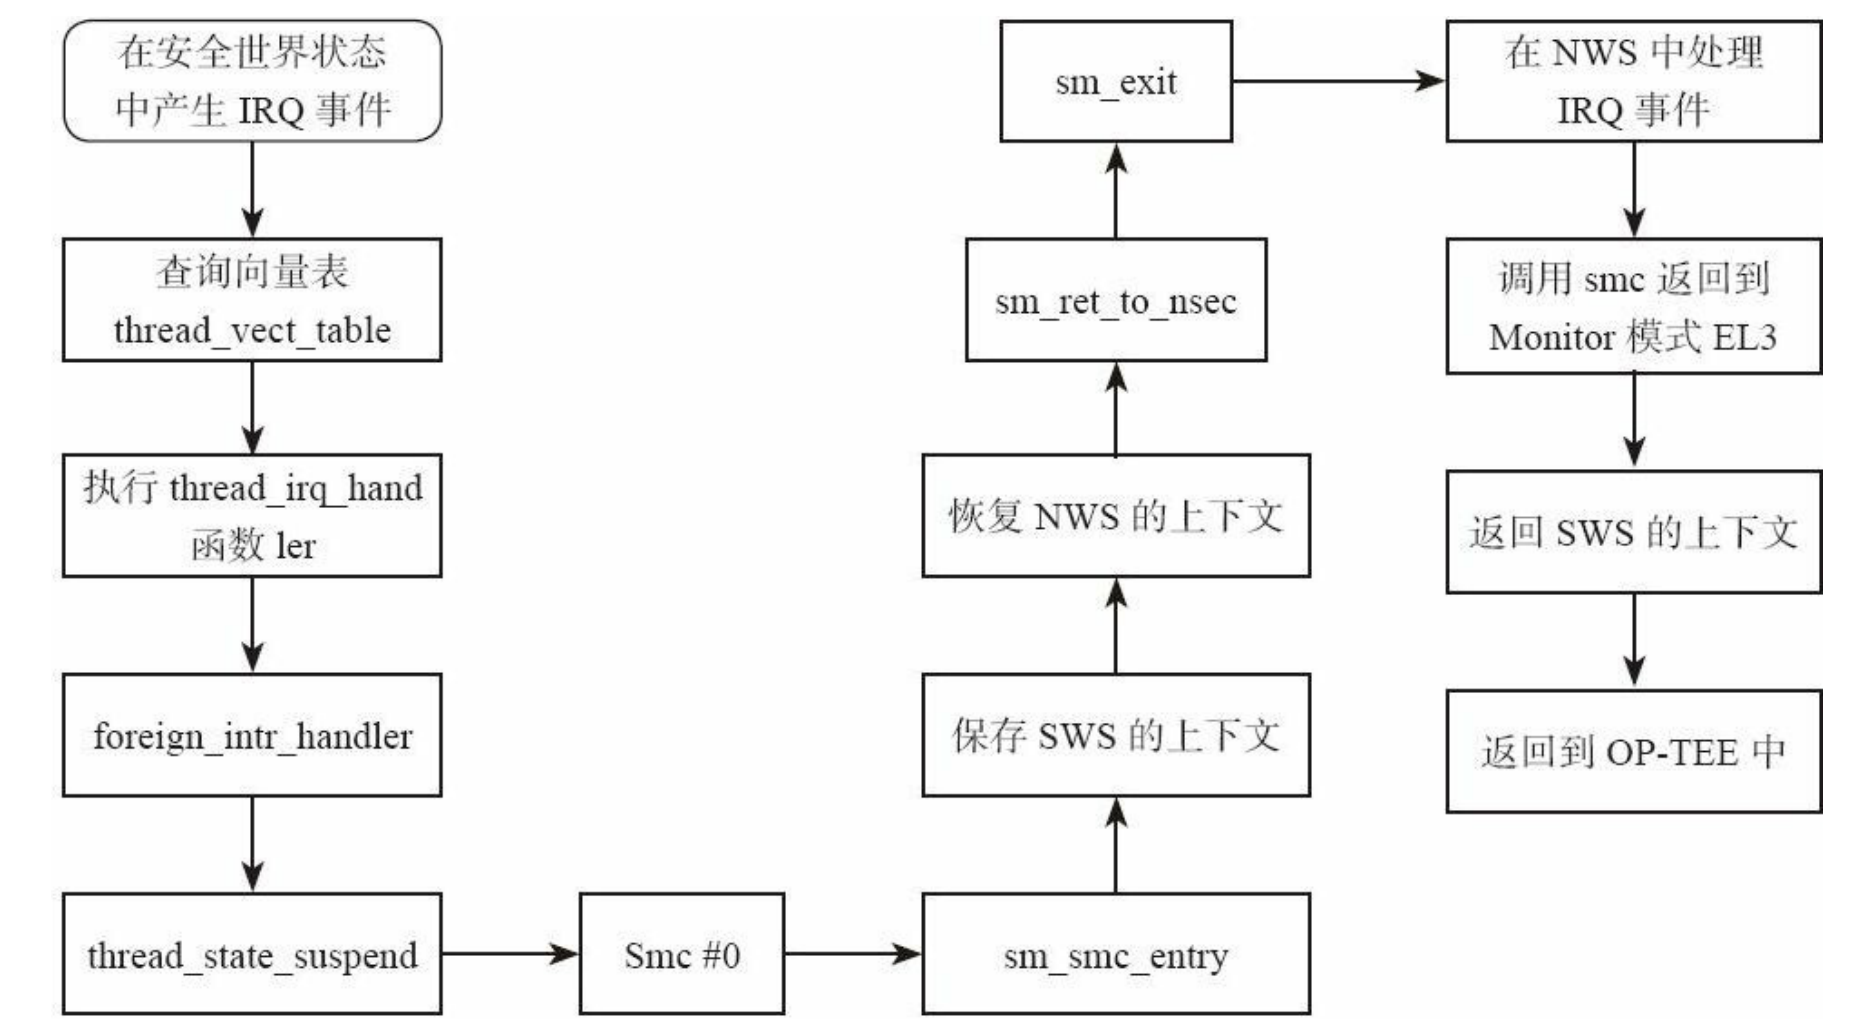 在安全世界状态
中产生 IRQ 事件
查询向量表
thread_vect_table
执行 thread_irq_hand
函数 ler
foreign_intr_handler
thread_state_suspend
Smc #0
sm_smc_entry
保存 SWS 的上下文
恢复 NWS 的上下文
sm_ret_to_nsec
sm_exit
在 NWS 中处理
IRQ 事件
调用 smc 返回到
Monitor 模式 EL3
返回 SWS 的上下文
返回到 OP-TEE 中